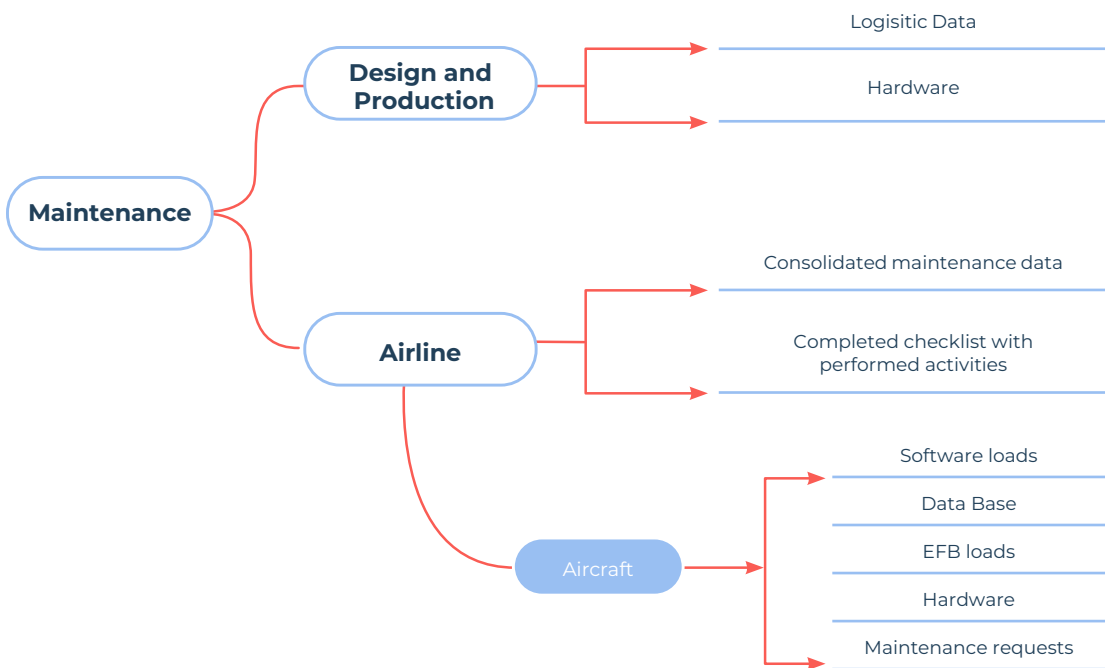 Logisitic Data
Design and
Production
Hardware
Maintenance
Consolidated maintenance data
Airline
Completed checklist with
performed activities
Software loads
Data Base
EFB loads
Aircraft
Hardware
Maintenance requests